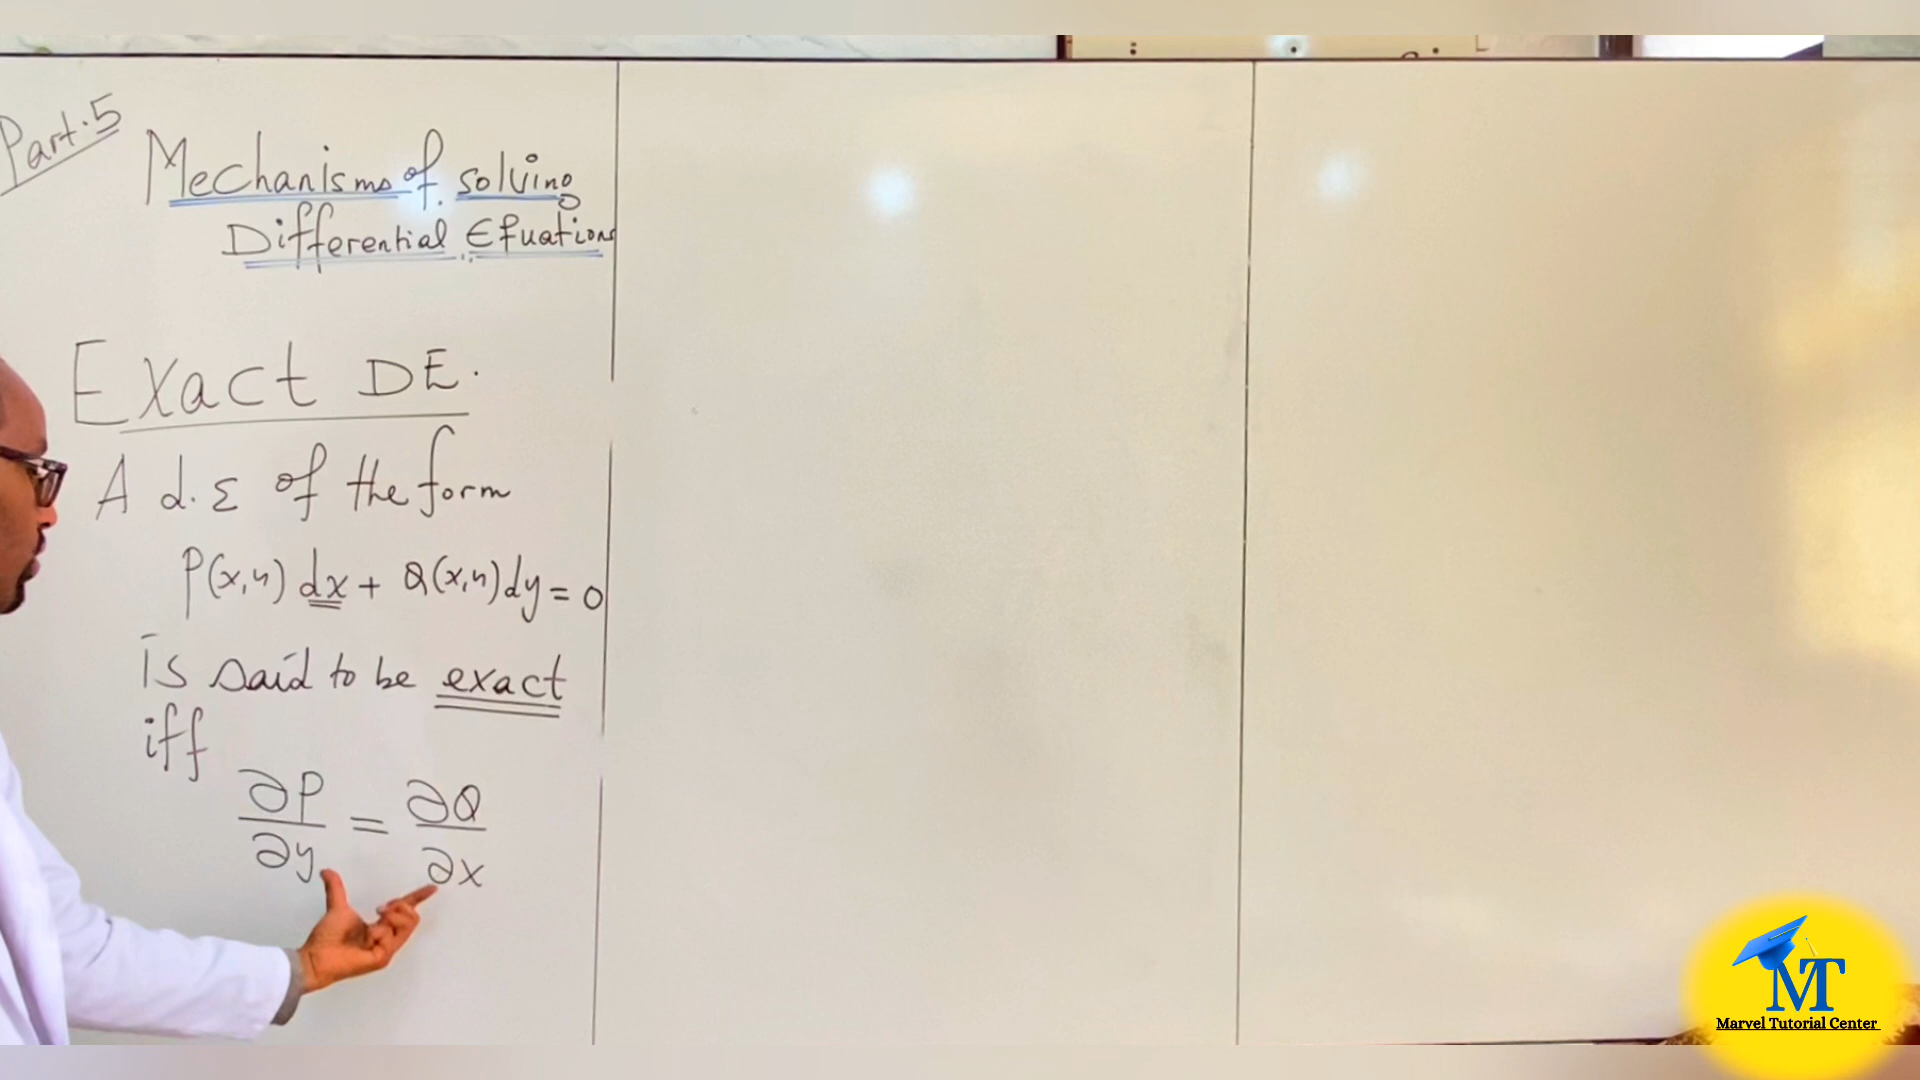 Part.5
Mechanisms of solving
Differential Equations
Exact DE.
A d.ε of the form
P(x,y) dx + Q(x,y) dy = 0
is said to be exact
iff
∂P/∂y = ∂Q/∂x
MT
Marvel Tutorial Center